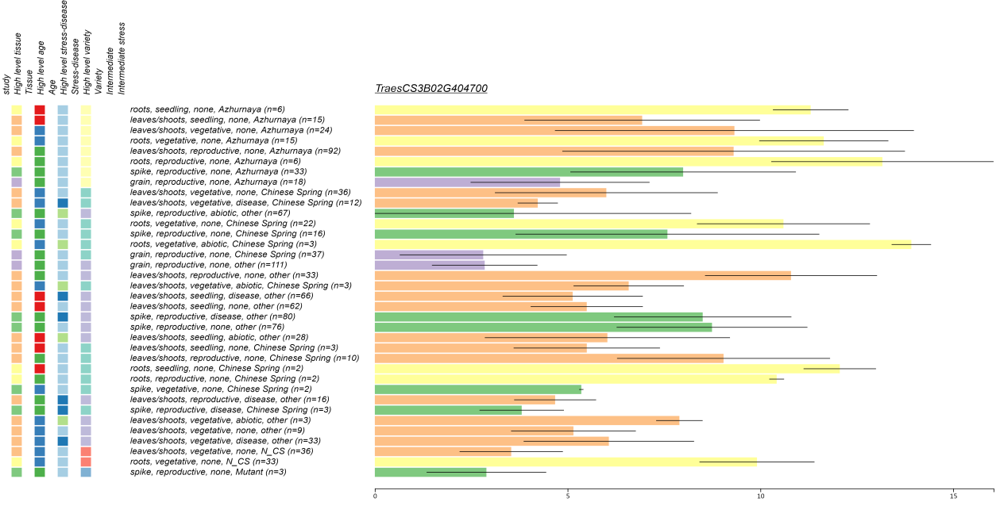 study
High level tissue
Tissue
High level age
Age
High level stress-disease
Stress-disease
High level variety
Variety
Intermediate
Intermediate stress
TraesCS3B02G404700
roots, seedling, none, Azhurnaya (n=6)
leaves/shoots, seedling, none, Azhurnaya (n=15)
leaves/shoots, vegetative, none, Azhurnaya (n=24)
roots, vegetative, none, Azhurnaya (n=15)
leaves/shoots, reproductive, none, Azhurnaya (n=92)
roots, reproductive, none, Azhurnaya (n=6)
spike, reproductive, none, Azhurnaya (n=33)
grain, reproductive, none, Azhurnaya (n=18)
leaves/shoots, vegetative, none, Chinese Spring (n=36)
leaves/shoots, vegetative, disease, Chinese Spring (n=12)
spike, reproductive, abiotic, other (n=67)
roots, vegetative, none, Chinese Spring (n=22)
spike, reproductive, none, Chinese Spring (n=16)
roots, vegetative, abiotic, Chinese Spring (n=3)
grain, reproductive, none, Chinese Spring (n=37)
grain, reproductive, none, other (n=111)
leaves/shoots, reproductive, none, other (n=33)
leaves/shoots, vegetative, abiotic, Chinese Spring (n=3)
leaves/shoots, seedling, disease, other (n=66)
leaves/shoots, seedling, none, other (n=62)
spike, reproductive, disease, other (n=80)
spike, reproductive, none, other (n=76)
leaves/shoots, seedling, abiotic, other (n=28)
leaves/shoots, seedling, none, Chinese Spring (n=3)
leaves/shoots, reproductive, none, Chinese Spring (n=10)
roots, seedling, none, Chinese Spring (n=2)
roots, reproductive, none, Chinese Spring (n=2)
spike, vegetative, none, Chinese Spring (n=2)
leaves/shoots, reproductive, disease, other (n=16)
spike, reproductive, disease, Chinese Spring (n=3)
leaves/shoots, vegetative, abiotic, other (n=3)
leaves/shoots, vegetative, none, other (n=9)
leaves/shoots, vegetative, disease, other (n=33)
leaves/shoots, vegetative, none, N_CS (n=36)
roots, vegetative, none, N_CS (n=33)
spike, reproductive, none, Mutant (n=3)
0 5 10 15